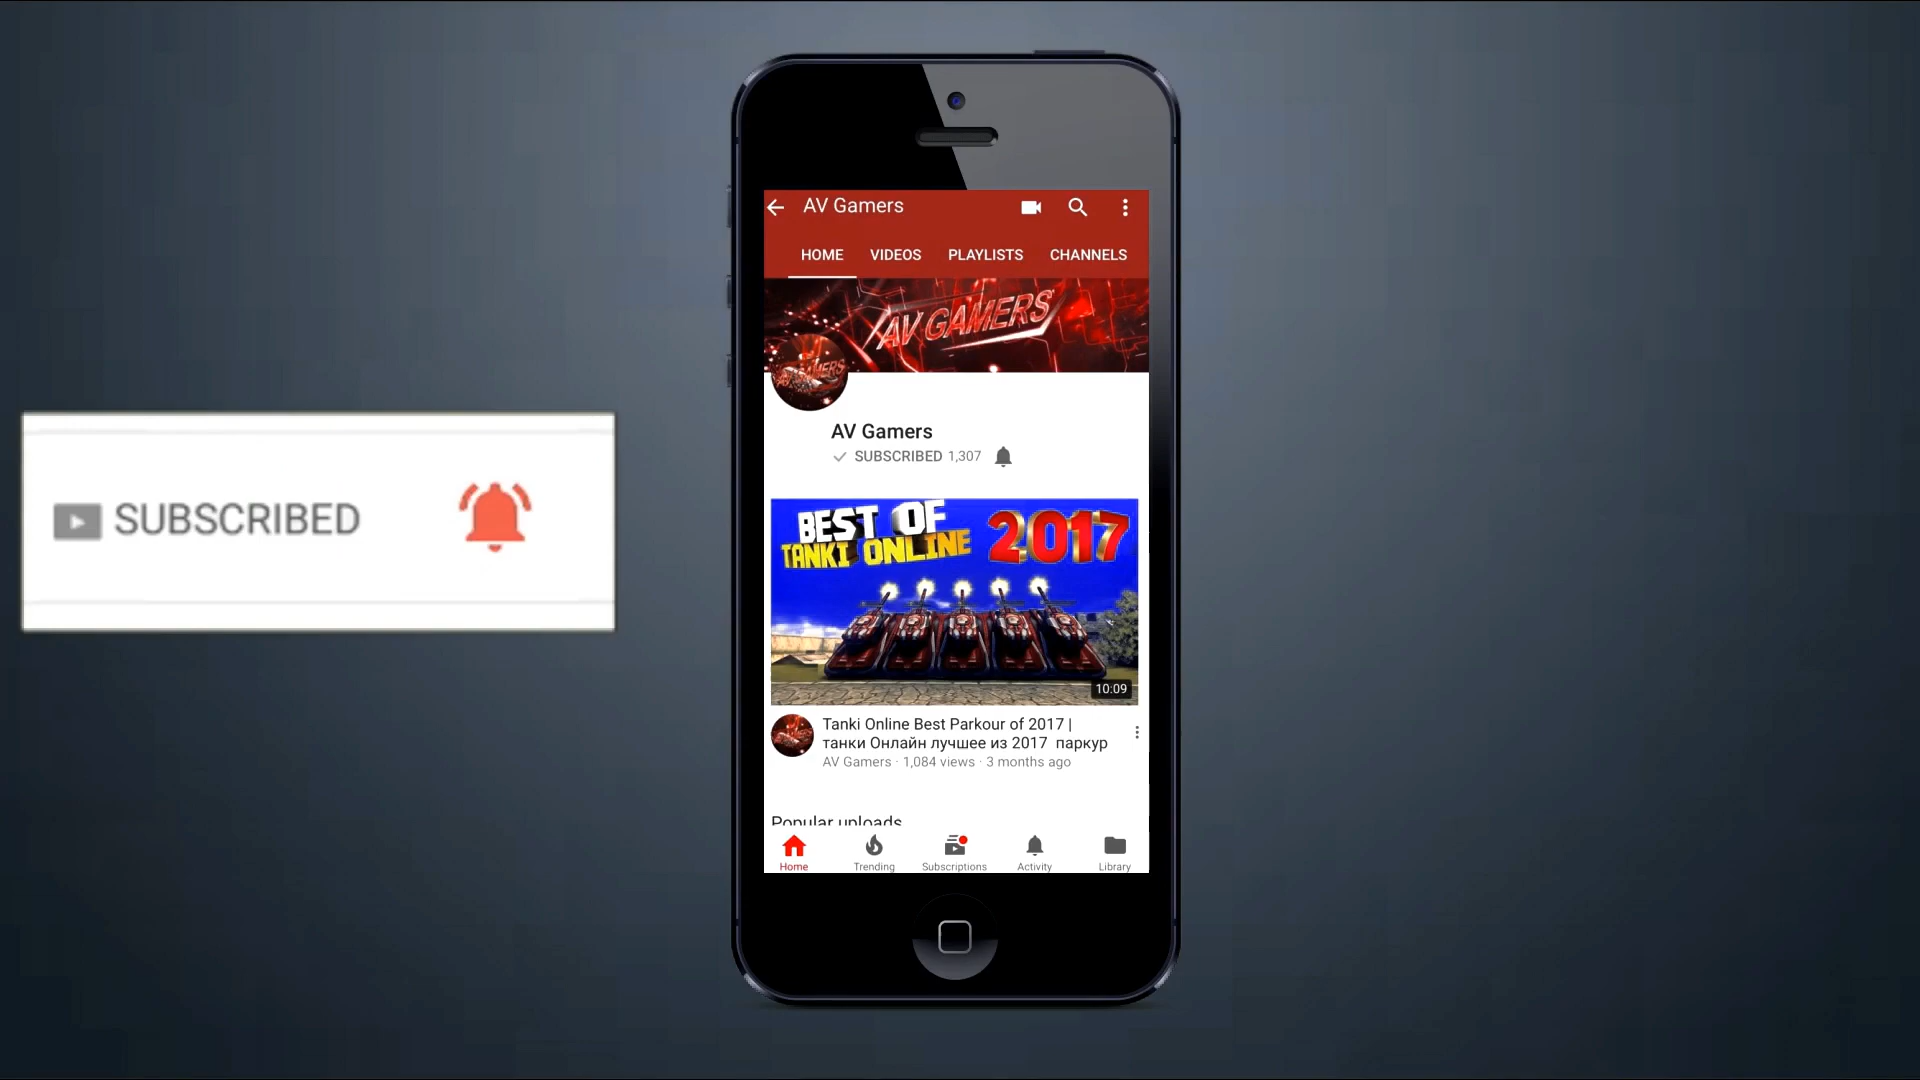 AV Gamers
HOME VIDEOS PLAYLISTS CHANNELS
AV GAMERS
AV Gamers
SUBSCRIBED 1,307
SUBSCRIBED
BEST OF
TANKI ONLINE
2017
10:09
Tanki Online Best Parkour of 2017 |
танки Онлайн лучшее из 2017 паркур
AV Gamers · 1,084 views · 3 months ago
Popular uploads
Home Trending Subscriptions Activity Library